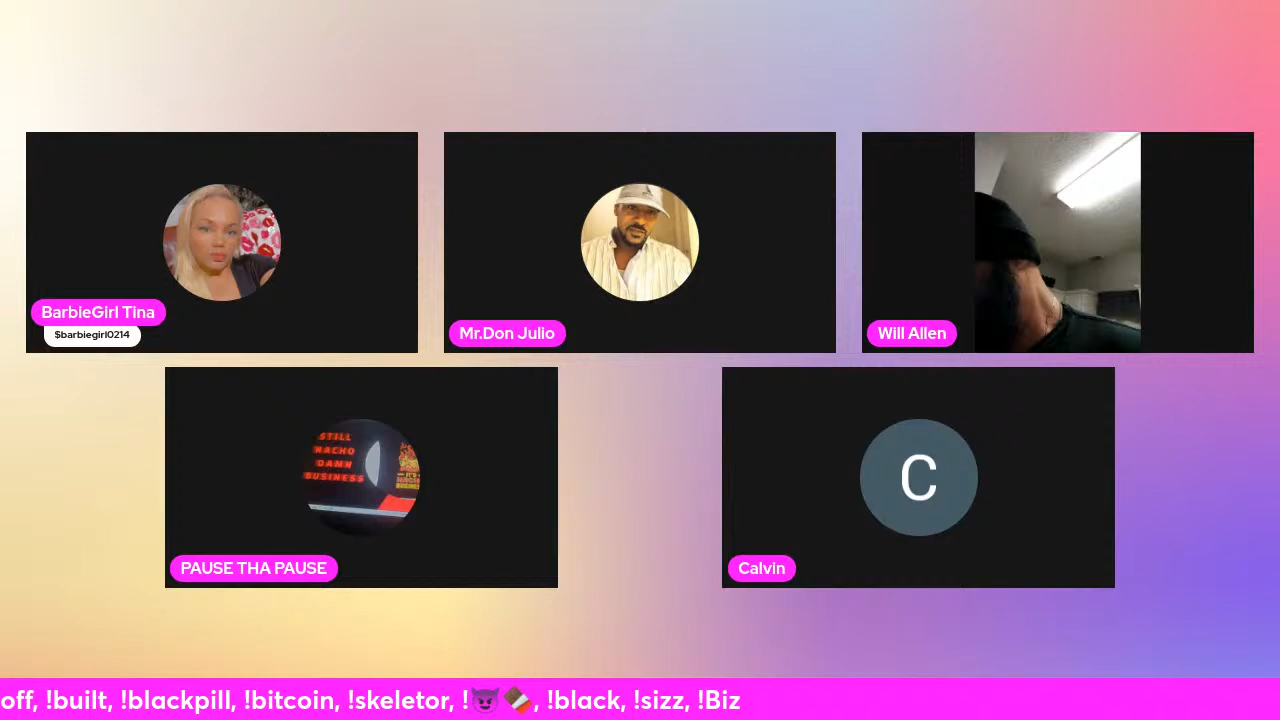 BarbieGirl Tina
$barbiegirl0214
Mr.Don Julio
Will Allen
STILL
NACHO
DAMN
BUSINESS
PAUSE THA PAUSE
C
Calvin
off, !built, !blackpill, !bitcoin, !skeletor, !😈🍫, !black, !sizz, !Biz